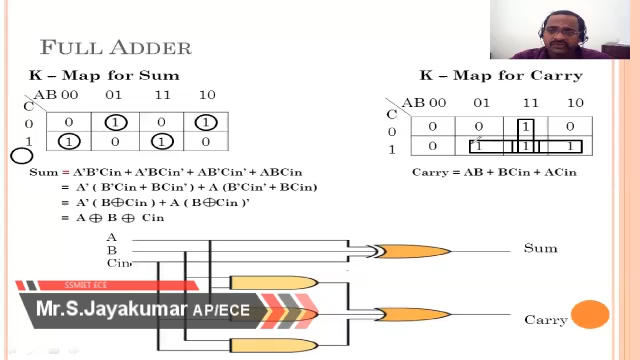 FULL ADDER
K – Map for Sum
AB 00 01 11 10
C
0 0 1 0 1
1 1 0 1 0
Sum = A'B'Cin + A'BCin' + AB'Cin' + ABCin
= A' ( B'Cin + BCin' ) + A (B'Cin' + BCin)
= A' ( B⊕Cin ) + A ( B⊕Cin )'
= A ⊕ B ⊕ Cin
K – Map for Carry
AB 00 01 11 10
C
0 0 0 1 0
1 0 1 1 1
Carry = AB + BCin + ACin
A
B
Cin
Sum
Carry
SSMIET ECE
Mr.S.Jayakumar AP/ECE